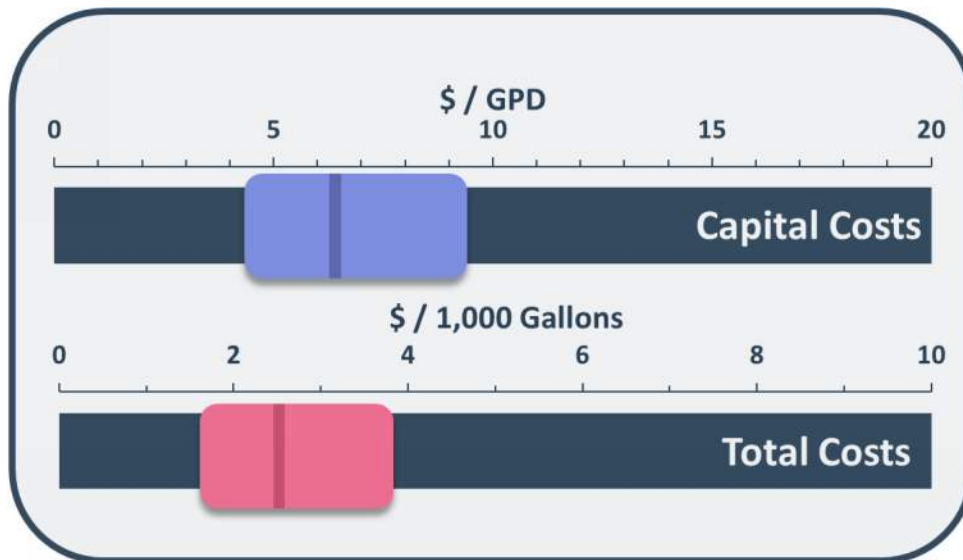 $ / GPD
0 5 10 15 20
Capital Costs
$ / 1,000 Gallons
0 2 4 6 8 10
Total Costs